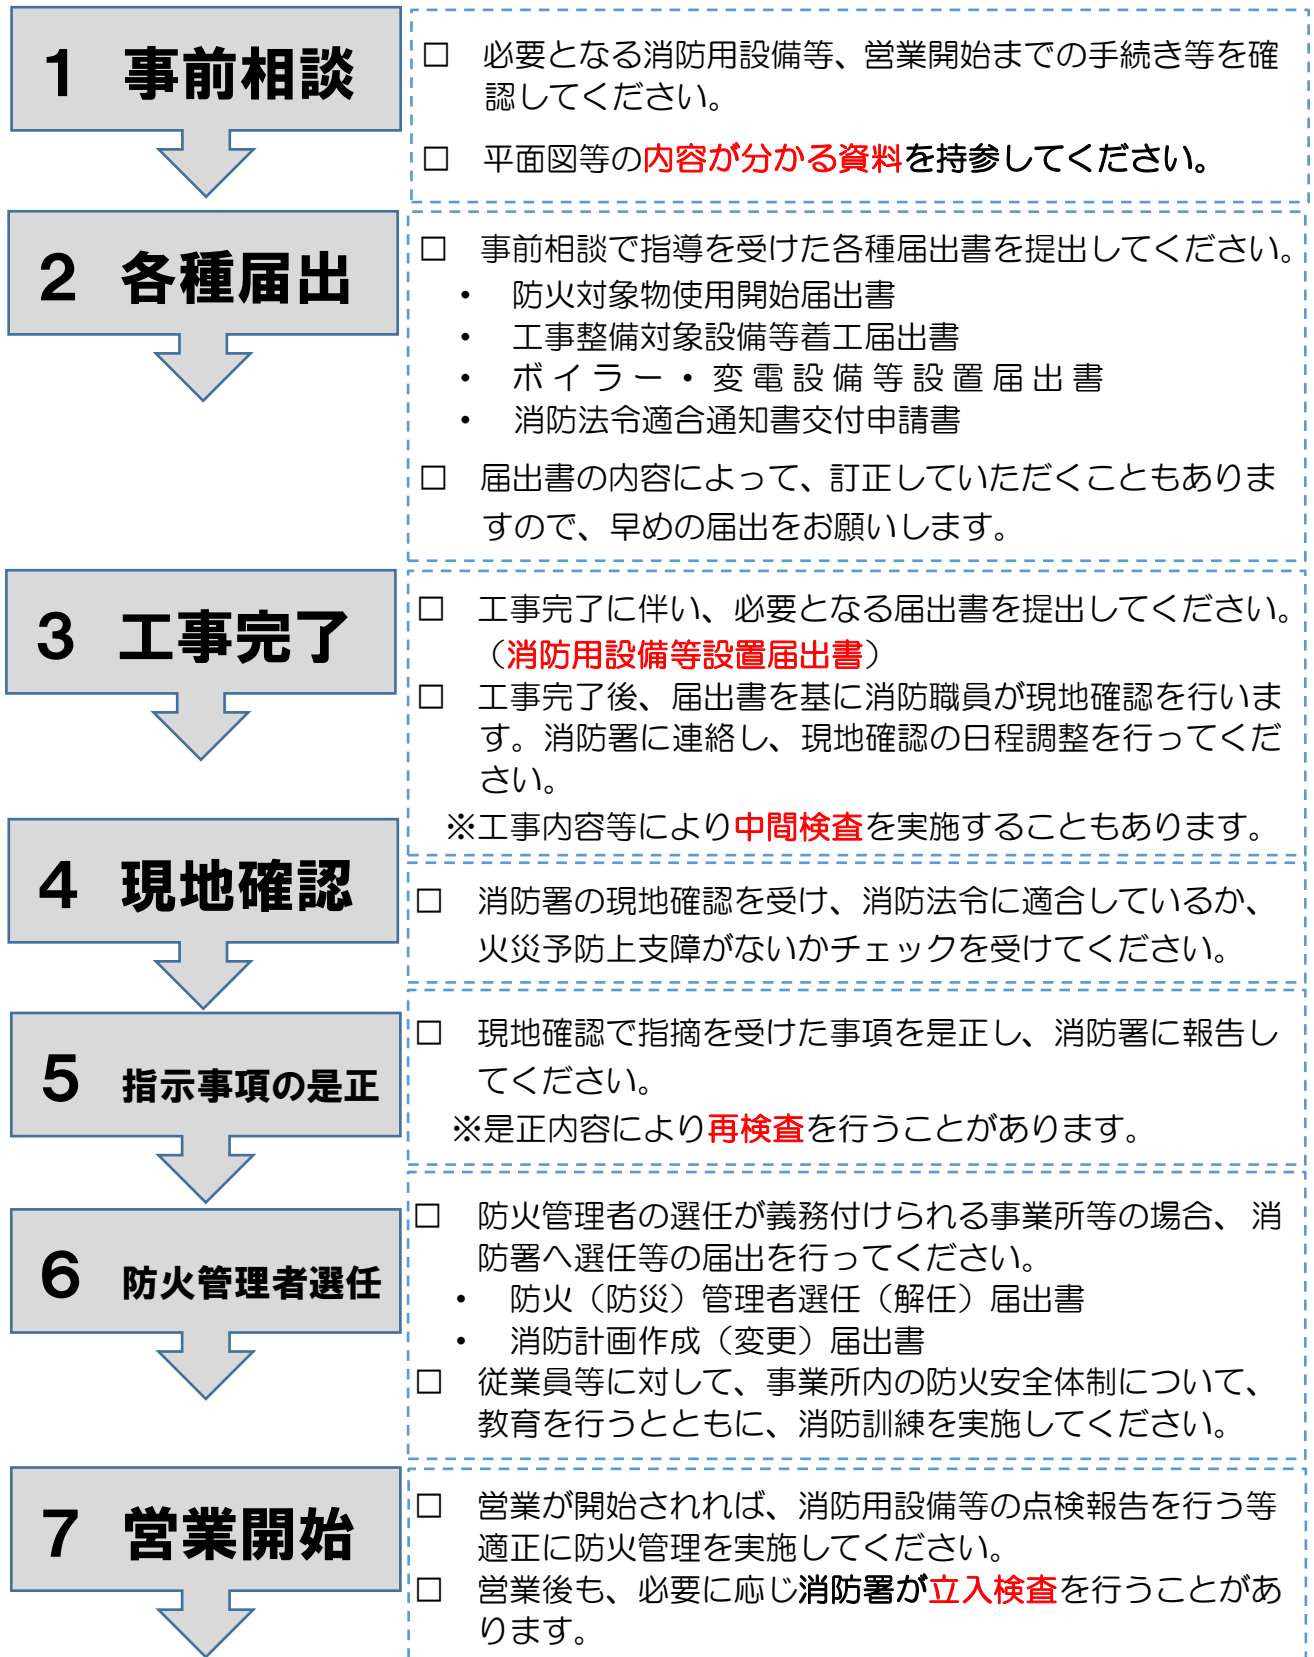 1 事前相談
□ 必要となる消防用設備等、営業開始までの手続き等を確
認してください。
□ 平面図等の内容が分かる資料を持参してください。
2 各種届出
□ 事前相談で指導を受けた各種届出書を提出してください。
・ 防火対象物使用開始届出書
・ 工事整備対象設備等着工届出書
・ ボイラー・変電設備等設置届出書
・ 消防法令適合通知書交付申請書
□ 届出書の内容によって、訂正していただくこともありま
すので、早めの届出をお願いします。
3 工事完了
□ 工事完了に伴い、必要となる届出書を提出してください。
（消防用設備等設置届出書）
□ 工事完了後、届出書を基に消防職員が現地確認を行いま
す。消防署に連絡し、現地確認の日程調整を行ってくだ
さい。
※工事内容等により中間検査を実施することもあります。
4 現地確認
□ 消防署の現地確認を受け、消防法令に適合しているか、
火災予防上支障がないかチェックを受けてください。
5 指示事項の是正
□ 現地確認で指摘を受けた事項を是正し、消防署に報告し
てください。
※是正内容により再検査を行うことがあります。
6 防火管理者選任
□ 防火管理者の選任が義務付けられる事業所等の場合、消
防署へ選任等の届出を行ってください。
・ 防火（防災）管理者選任（解任）届出書
・ 消防計画作成（変更）届出書
□ 従業員等に対して、事業所内の防火安全体制について、
教育を行うとともに、消防訓練を実施してください。
7 営業開始
□ 営業が開始されれば、消防用設備等の点検報告を行う等
適正に防火管理を実施してください。
□ 営業後も、必要に応じ消防署が立入検査を行うことがあ
ります。